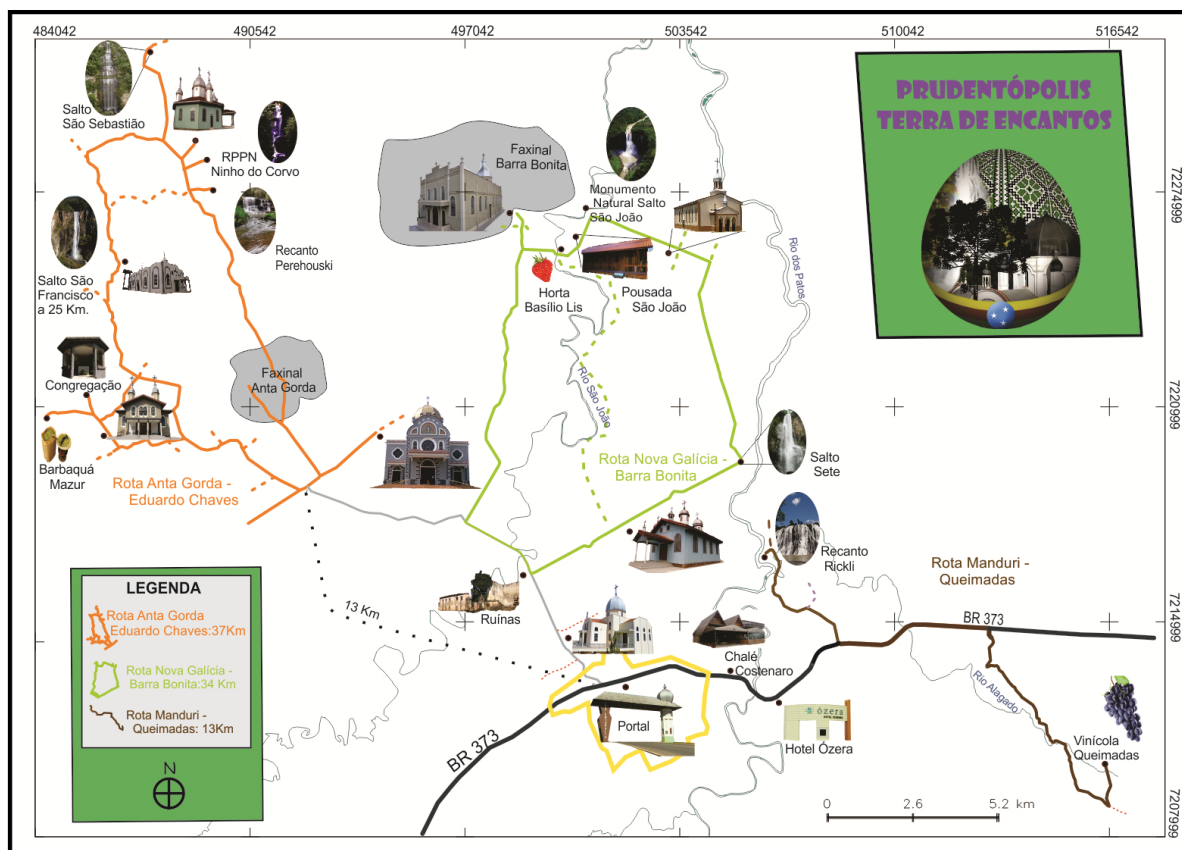 484042
490542
497042
503542
510042
516542
PRUDENTÓPOLIS
TERRA DE ENCANTOS
Salto
São Sebastião
RPPN
Ninho do Corvo
Faxinal
Barra Bonita
Monumento
Natural Salto
São João
7227499
Recanto
Perehouski
Rio dos Patos
Salto São
Francisco
a 25 Km.
Horta
Basílio Lis
Pousada
São João
Congregação
Faxinal
Anta Gorda
Rio São João
7220999
Barbaquá
Mazur
Rota Anta Gorda -
Eduardo Chaves
Rota Nova Galícia -
Barra Bonita
Salto
Sete
Recanto
Rickli
Rota Manduri -
Queimadas
LEGENDA
Rota Anta Gorda
Eduardo Chaves:37Km
Rota Nova Galícia -
Barra Bonita:34 Km
Rota Manduri -
Queimadas: 13Km
N
13 Km
Ruínas
7214999
BR 373
Chalé
Costenaro
Rio Alagado
Portal
ózera
Hotel Ózera
Vinícola
Queimadas
BR 373
0
2.6
5.2 km
7207999